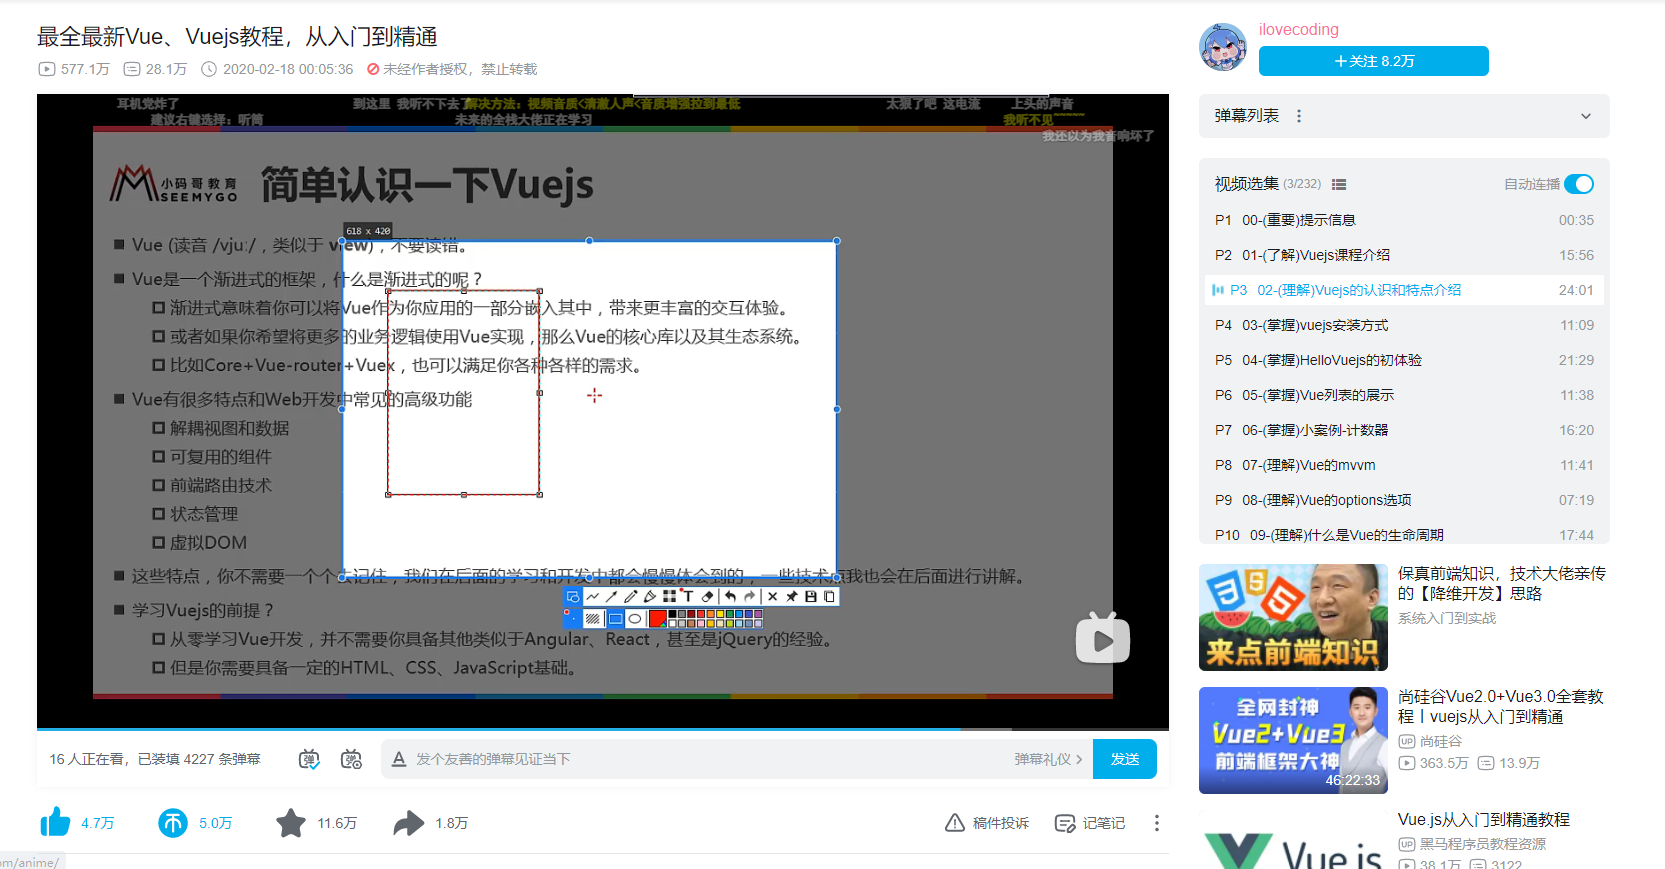 最全最新Vue、Vuejs教程，从入门到精通
577.1万 28.1万 2020-02-18 00:05:36 未经作者授权，禁止转载
耳机党炸了 到这里 我听不下去了 解决方法：视频音质<清澈人声<音质增强拉到最低 太狠了吧 这电流 上头的声音
建议右键选择：听筒 未来的全栈大佬正在学习 我听不见~~~~~
我还以为我音响坏了
小码哥教育
SEEMYGO
简单认识一下Vuejs
618 x 420
Vue (读音 /vjuː/，类似于 view)，不要读错。
Vue是一个渐进式的框架，什么是渐进式的呢？
渐进式意味着你可以将Vue作为你应用的一部分嵌入其中，带来更丰富的交互体验。
或者如果你希望将更多的业务逻辑使用Vue实现，那么Vue的核心库以及其生态系统。
比如Core+Vue-router+Vuex，也可以满足你各种各样的需求。
Vue有很多特点和Web开发中常见的高级功能
解耦视图和数据
可复用的组件
前端路由技术
状态管理
虚拟DOM
这些特点，你不需要一个个去记住，我们在后面的学习和开发中都会慢慢体会到的，一些技术点我也会在后面进行讲解。
学习Vuejs的前提？
从零学习Vue开发，并不需要你具备其他类似于Angular、React，甚至是jQuery的经验。
但是你需要具备一定的HTML、CSS、JavaScript基础。
16 人正在看，已装填 4227 条弹幕 发个友善的弹幕见证当下 弹幕礼仪 发送
4.7万 5.0万 11.6万 1.8万 稿件投诉 记笔记
om/anime/
ilovecoding
关注 8.2万
弹幕列表
视频选集 (3/232) 自动连播
P1 00-(重要)提示信息 00:35
P2 01-(了解)Vuejs课程介绍 15:56
P3 02-(理解)Vuejs的认识和特点介绍 24:01
P4 03-(掌握)vuejs安装方式 11:09
P5 04-(掌握)HelloVuejs的初体验 21:29
P6 05-(掌握)Vue列表的展示 11:38
P7 06-(掌握)小案例-计数器 16:20
P8 07-(理解)Vue的mvvm 11:41
P9 08-(理解)Vue的options选项 07:19
P10 09-(理解)什么是Vue的生命周期 17:44
来点前端知识
保真前端知识，技术大佬亲传
的【降维开发】思路
系统入门到实战
全网封神
Vue2+Vue3
前端框架大神
46:22:33
尚硅谷Vue2.0+Vue3.0全套教
程丨vuejs从入门到精通
UP 尚硅谷
363.5万 13.9万
Vue.js
Vue.js从入门到精通教程
UP 黑马程序员教程资源
38.1万 3122